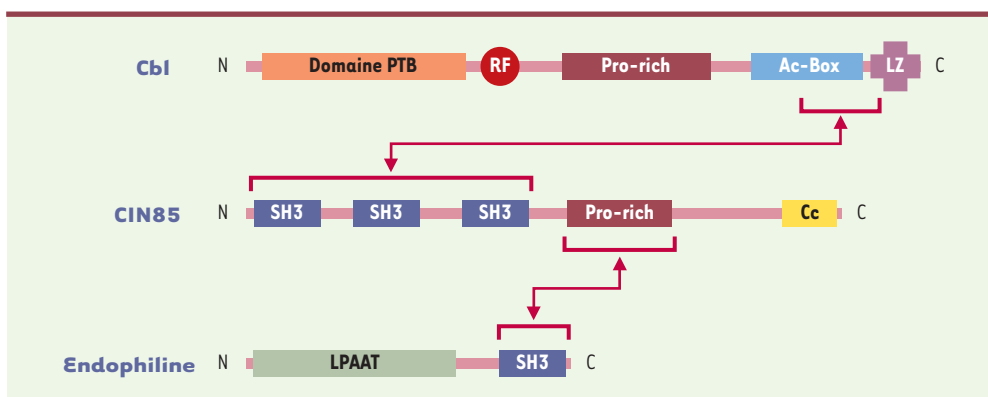 Cbl N Domaine PTB RF Pro-rich Ac-Box LZ C
CIN85 N SH3 SH3 SH3 Pro-rich Cc C
Endophiline N LPAAT SH3 C